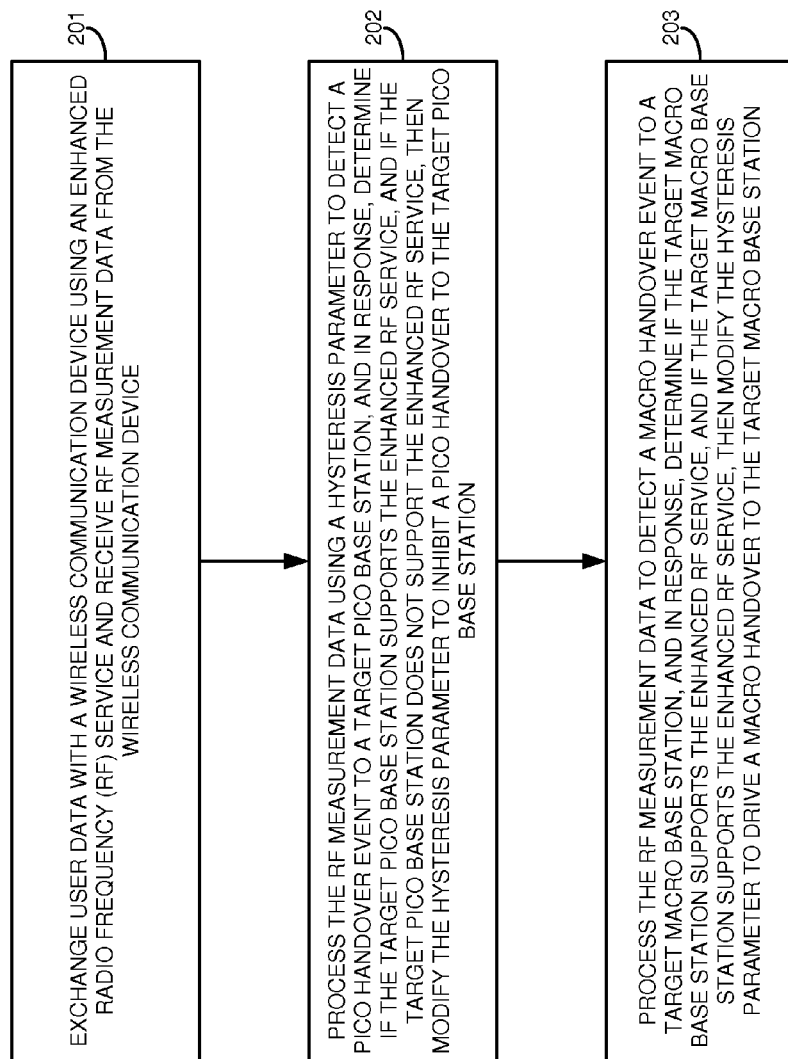 201
EXCHANGE USER DATA WITH A WIRELESS COMMUNICATION DEVICE USING AN ENHANCED
RADIO FREQUENCY (RF) SERVICE AND RECEIVE RF MEASUREMENT DATA FROM THE
WIRELESS COMMUNICATION DEVICE
202
PROCESS THE RF MEASUREMENT DATA USING A HYSTERESIS PARAMETER TO DETECT A
PICO HANDOVER EVENT TO A TARGET PICO BASE STATION, AND IN RESPONSE, DETERMINE
IF THE TARGET PICO BASE STATION SUPPORTS THE ENHANCED RF SERVICE, AND IF THE
TARGET PICO BASE STATION DOES NOT SUPPORT THE ENHANCED RF SERVICE, THEN
MODIFY THE HYSTERESIS PARAMETER TO INHIBIT A PICO HANDOVER TO THE TARGET PICO
BASE STATION
203
PROCESS THE RF MEASUREMENT DATA TO DETECT A MACRO HANDOVER EVENT TO A
TARGET MACRO BASE STATION, AND IN RESPONSE, DETERMINE IF THE TARGET MACRO
BASE STATION SUPPORTS THE ENHANCED RF SERVICE, AND IF THE TARGET MACRO BASE
STATION SUPPORTS THE ENHANCED RF SERVICE, THEN MODIFY THE HYSTERESIS
PARAMETER TO DRIVE A MACRO HANDOVER TO THE TARGET MACRO BASE STATION